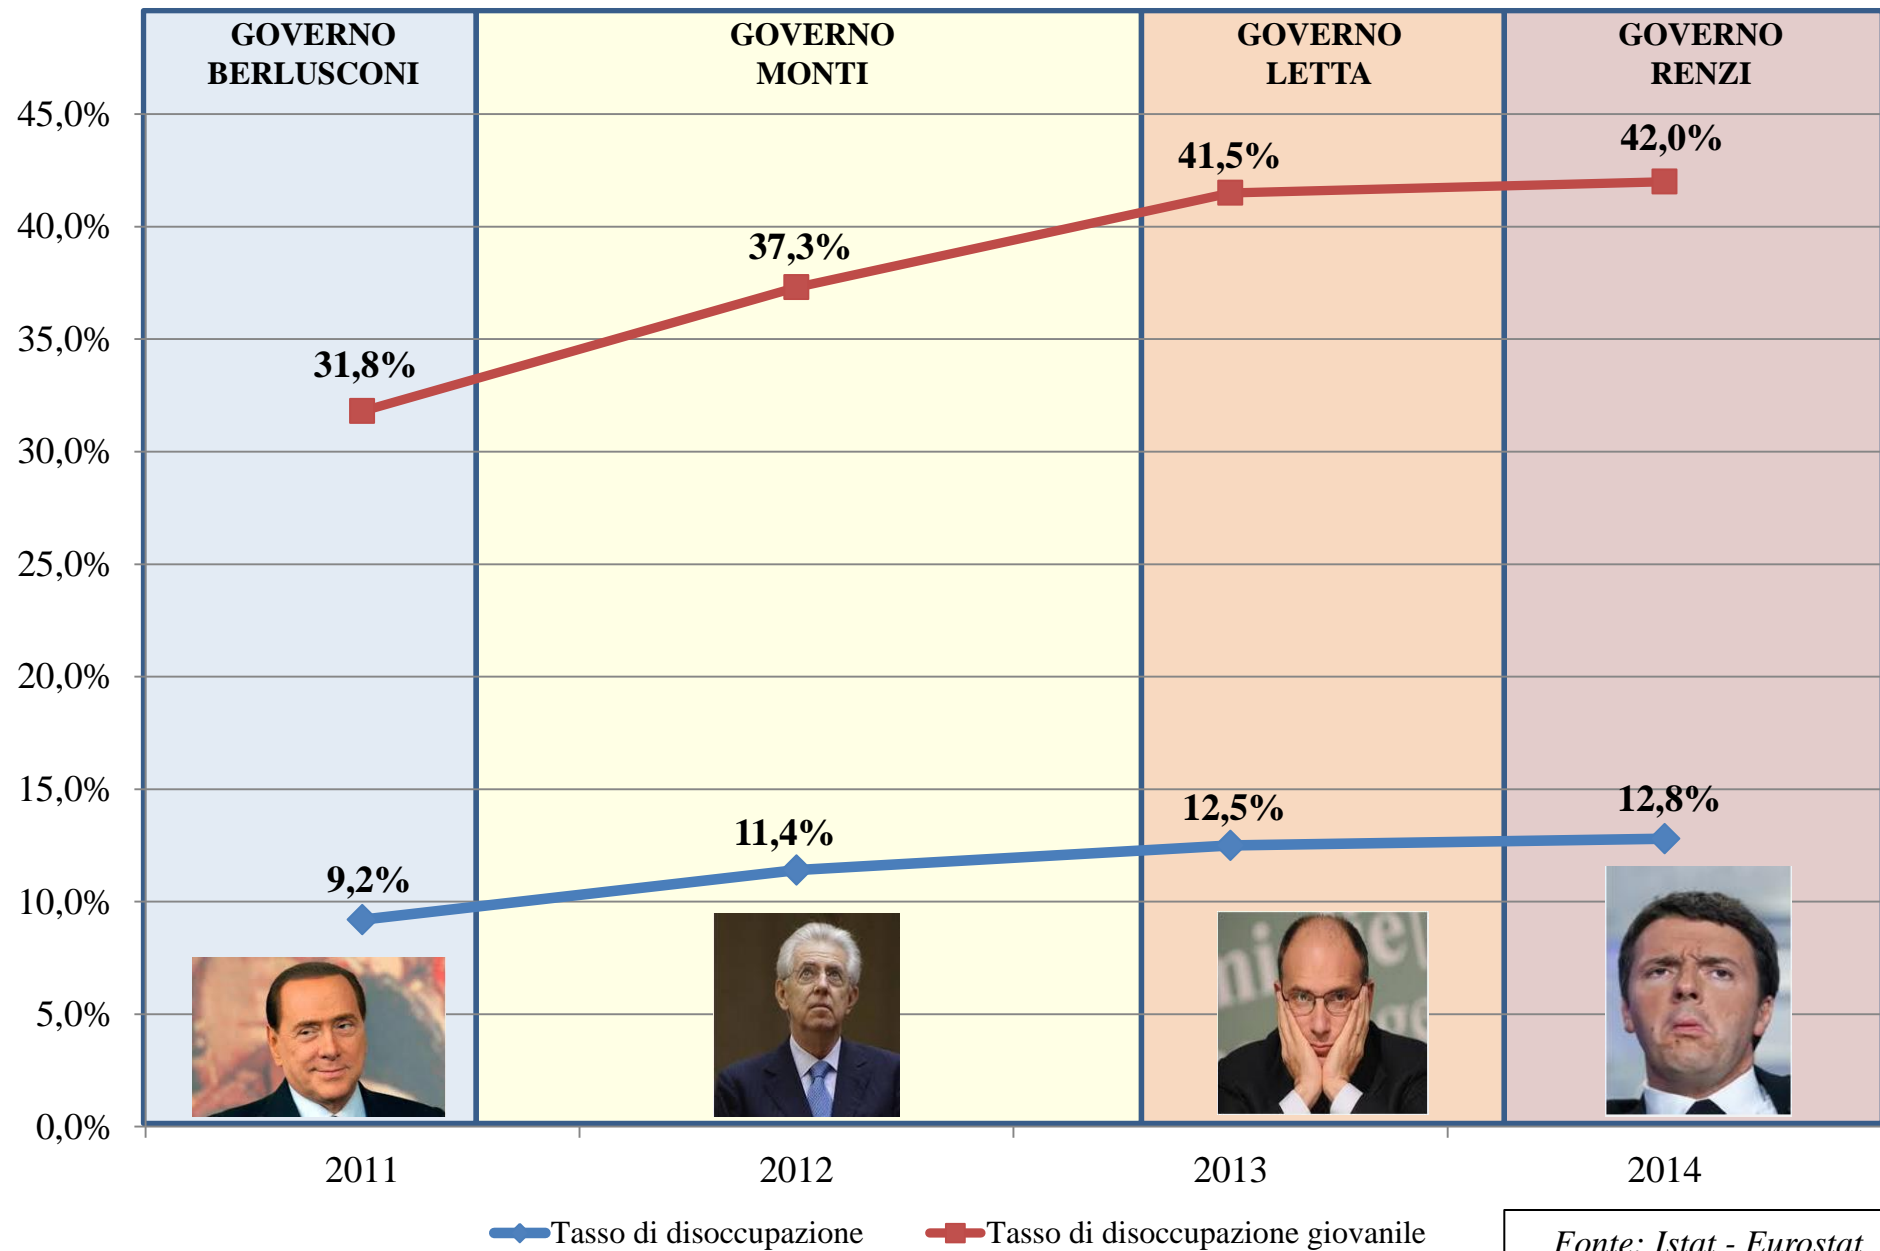 GOVERNO
BERLUSCONI
GOVERNO
MONTI
GOVERNO
LETTA
GOVERNO
RENZI
45,0%
40,0%
35,0%
30,0%
25,0%
20,0%
15,0%
10,0%
5,0%
0,0%
31,8%
37,3%
41,5%
42,0%
9,2%
11,4%
12,5%
12,8%
2011
2012
2013
2014
Tasso di disoccupazione
Tasso di disoccupazione giovanile
Fonte: Istat - Eurostat